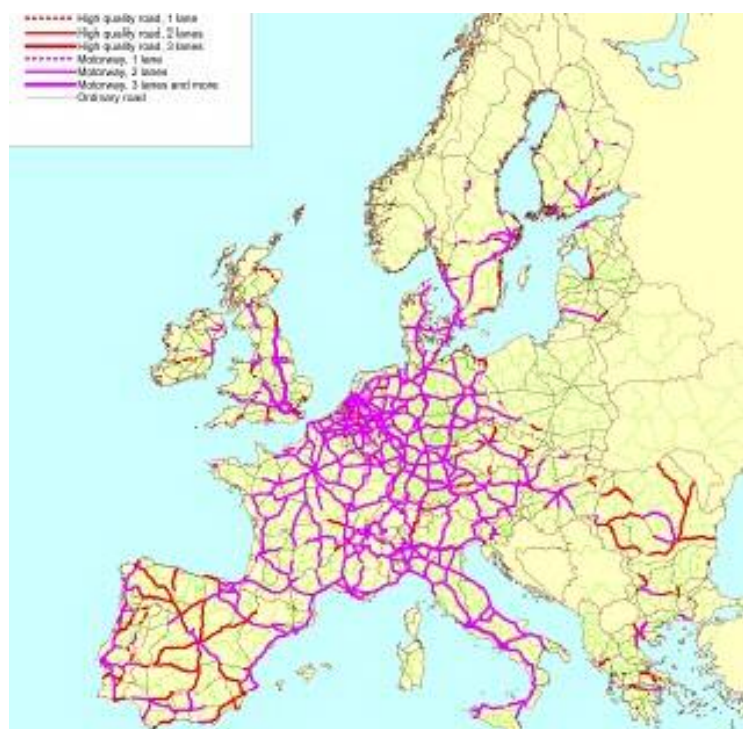 High quality road, 1 lane
High quality road, 2 lanes
High quality road, 3 lanes
Motorway, 1 lane
Motorway, 2 lanes
Motorway, 3 lanes and more
Ordinary road